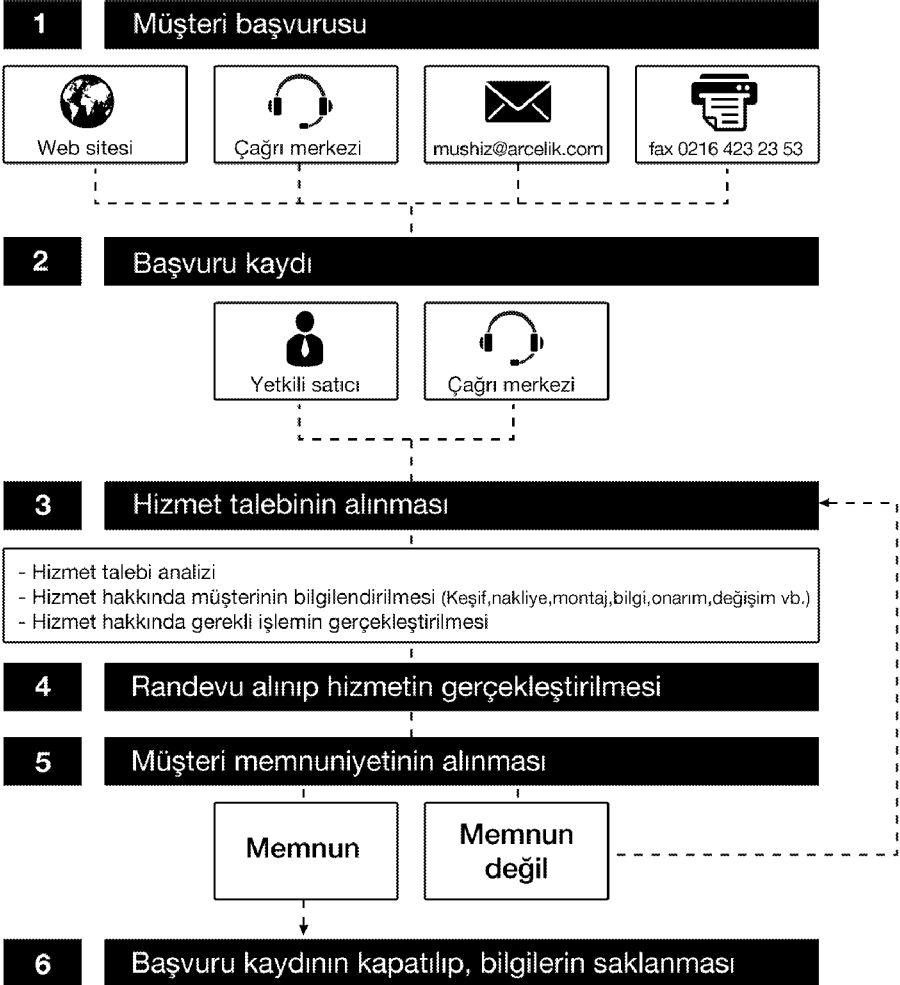 1 Müşteri başvurusu
Web sitesi
Çağrı merkezi
mushiz@arcelik.com
fax 0216 423 23 53
2 Başvuru kaydı
Yetkili satıcı
Çağrı merkezi
3 Hizmet talebinin alınması
- Hizmet talebi analizi
- Hizmet hakkında müşterinin bilgilendirilmesi (Keşif,nakliye,montaj,bilgi,onarım,değişim vb.)
- Hizmet hakkında gerekli işlemin gerçekleştirilmesi
4 Randevu alınıp hizmetin gerçekleştirilmesi
5 Müşteri memnuniyetinin alınması
Memnun
Memnun
değil
6 Başvuru kaydının kapatılıp, bilgilerin saklanması